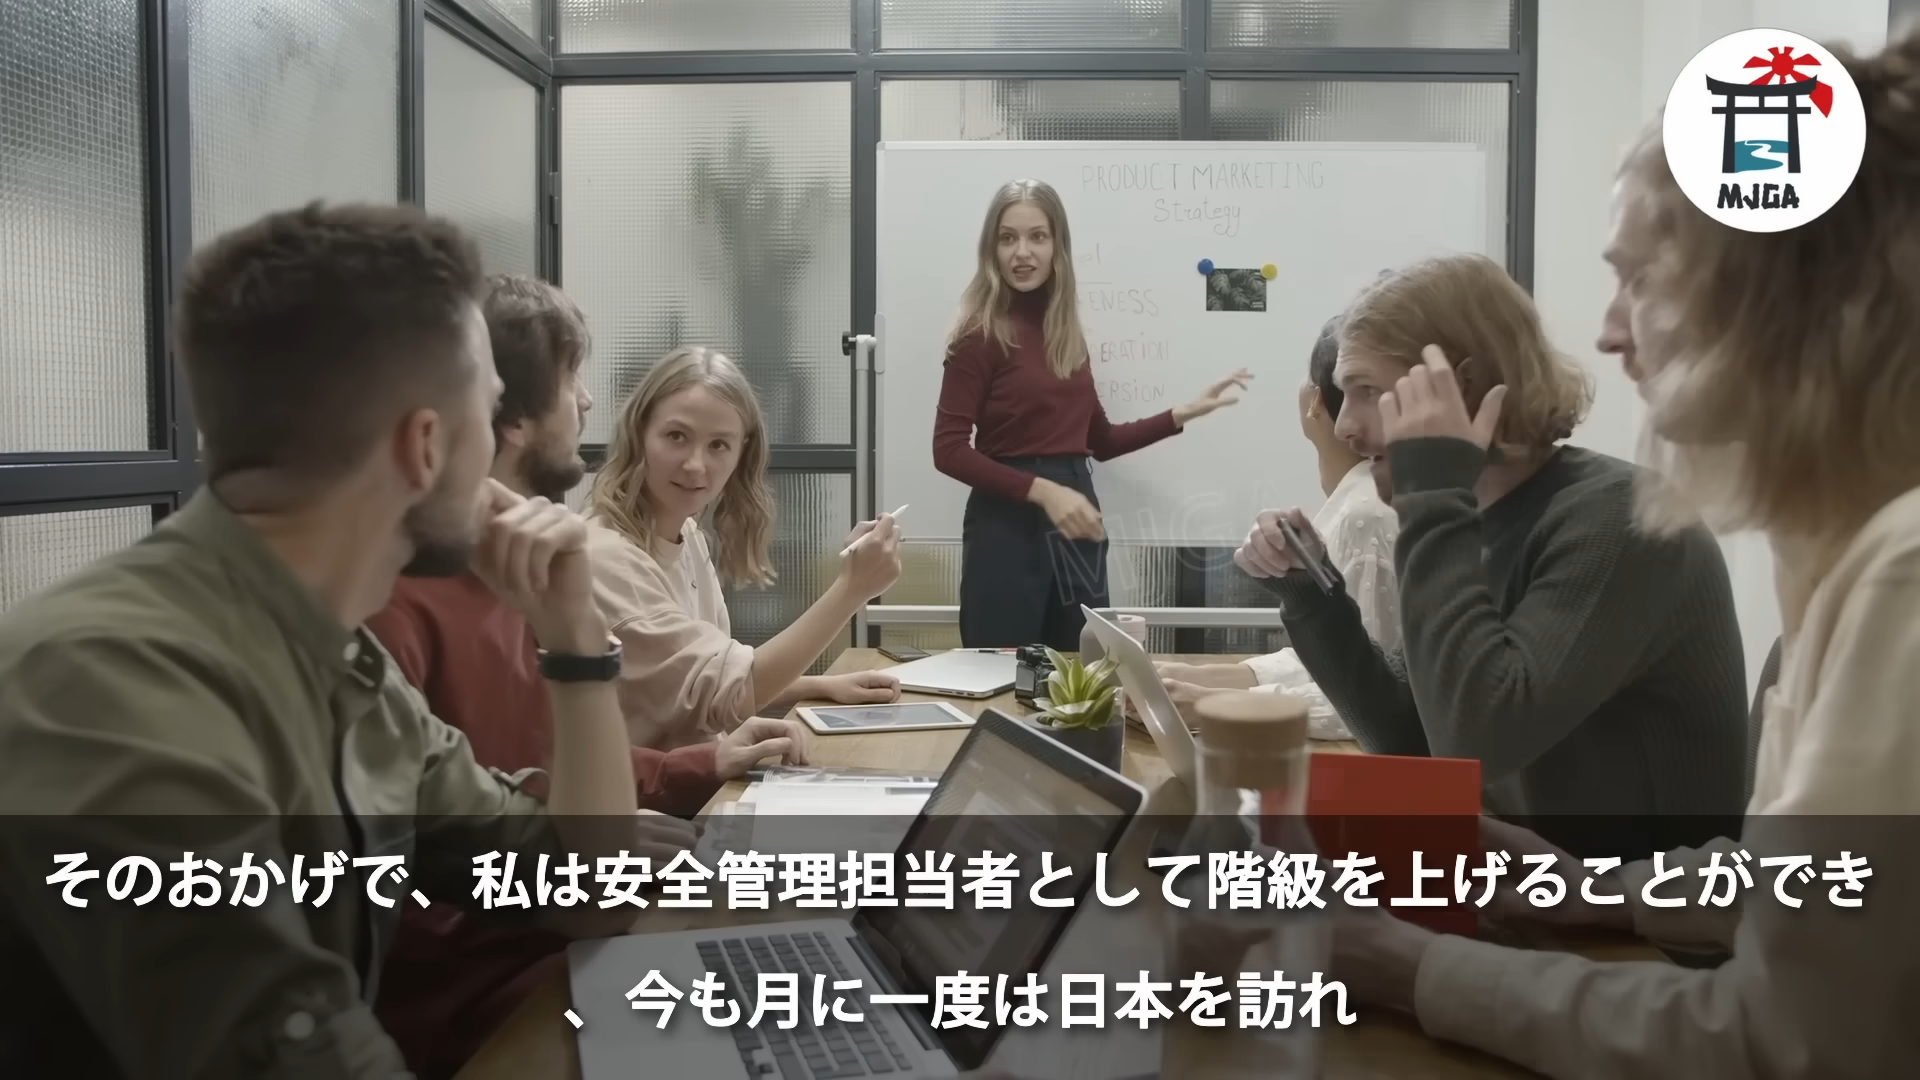 MJGA
PRODUCT MARKETING
Strategy
MJG
そのおかげで、私は安全管理担当者として階級を上げることができ
、今も月に一度は日本を訪れ